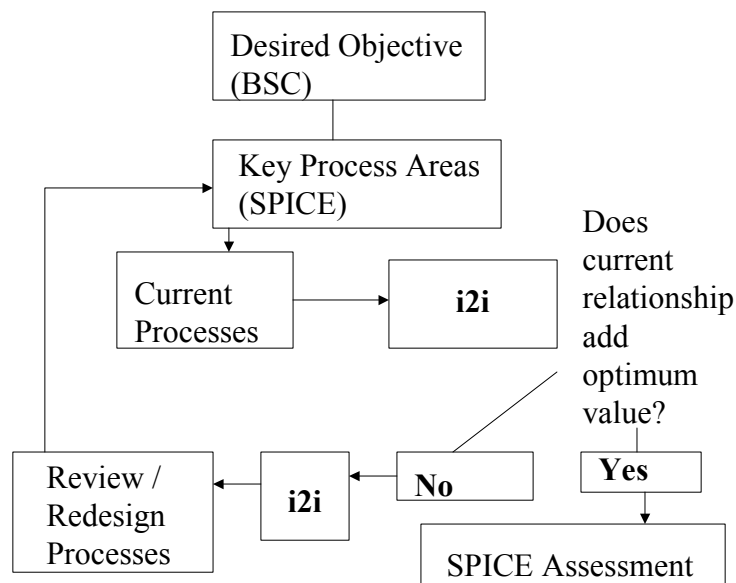 Desired Objective
(BSC)
Key Process Areas
(SPICE)
Current
Processes
i2i
Does
current
relationship
add
optimum
value?
Review /
Redesign
Processes
i2i
No
Yes
SPICE Assessment